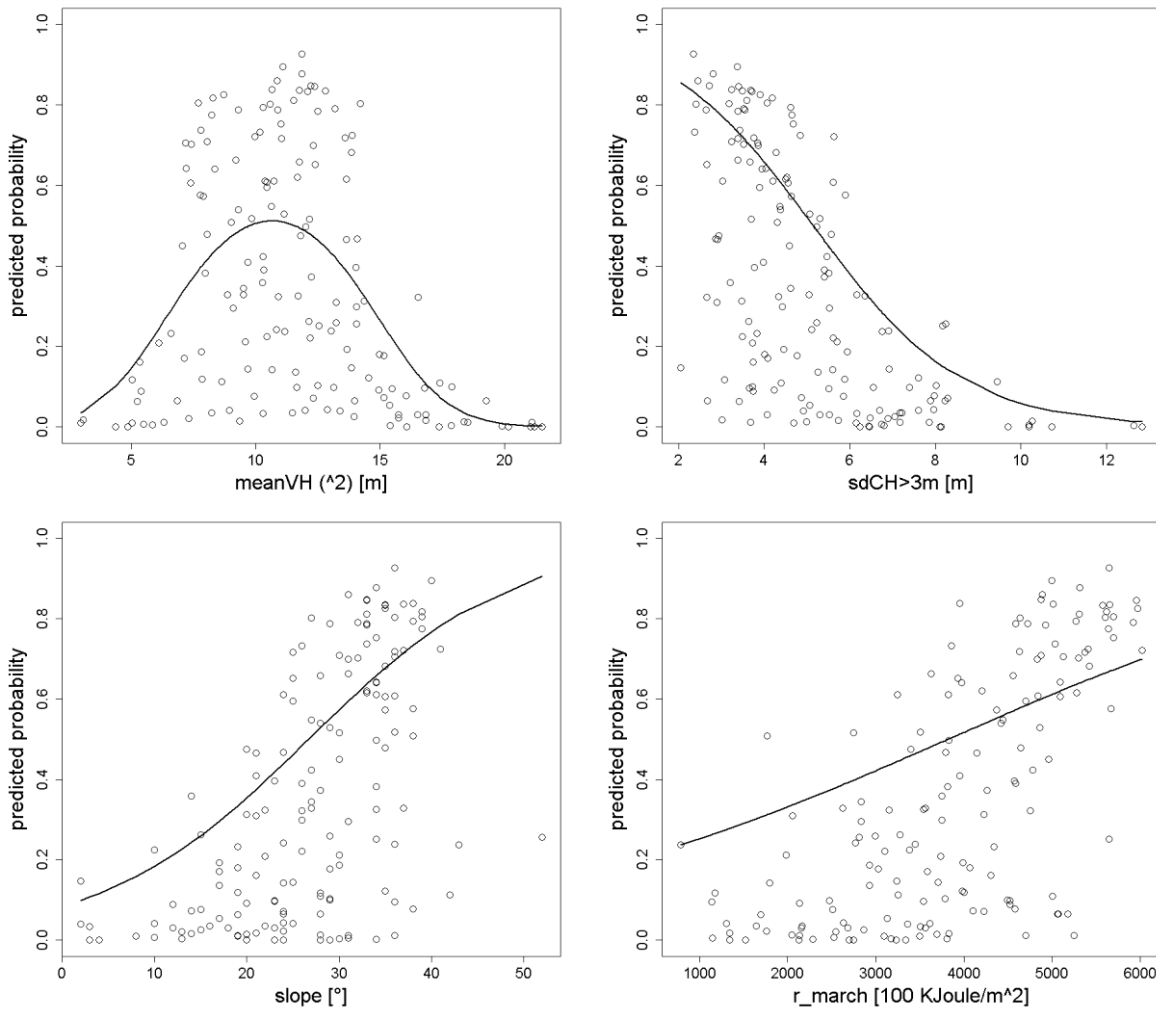 predicted probability
1.0
0.8
0.6
0.4
0.2
0.0
5 10 15 20
meanVH (^2) [m]
predicted probability
1.0
0.8
0.6
0.4
0.2
0.0
2 4 6 8 10 12
sdCH>3m [m]
predicted probability
1.0
0.8
0.6
0.4
0.2
0.0
0 10 20 30 40 50
slope [°]
predicted probability
1.0
0.8
0.6
0.4
0.2
0.0
1000 2000 3000 4000 5000 6000
r_march [100 KJoule/m^2]